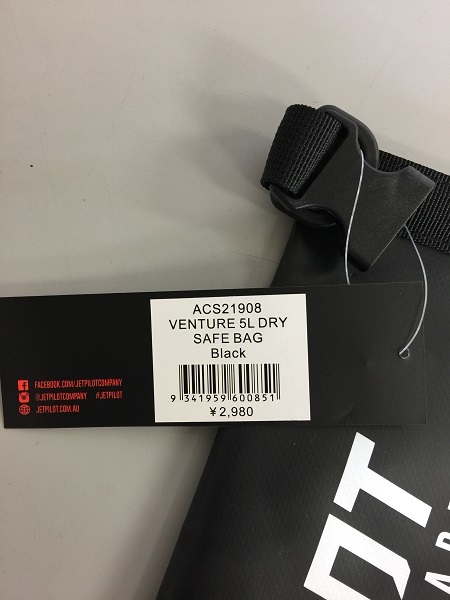 ACS21908
VENTURE 5L DRY
SAFE BAG
Black
9 341959 600851
¥2,980
FACEBOOK.COM/JETPILOTCOMPANY
@JETPILOTCOMPANY #JETPILOT
JETPILOT.COM.AU
OT